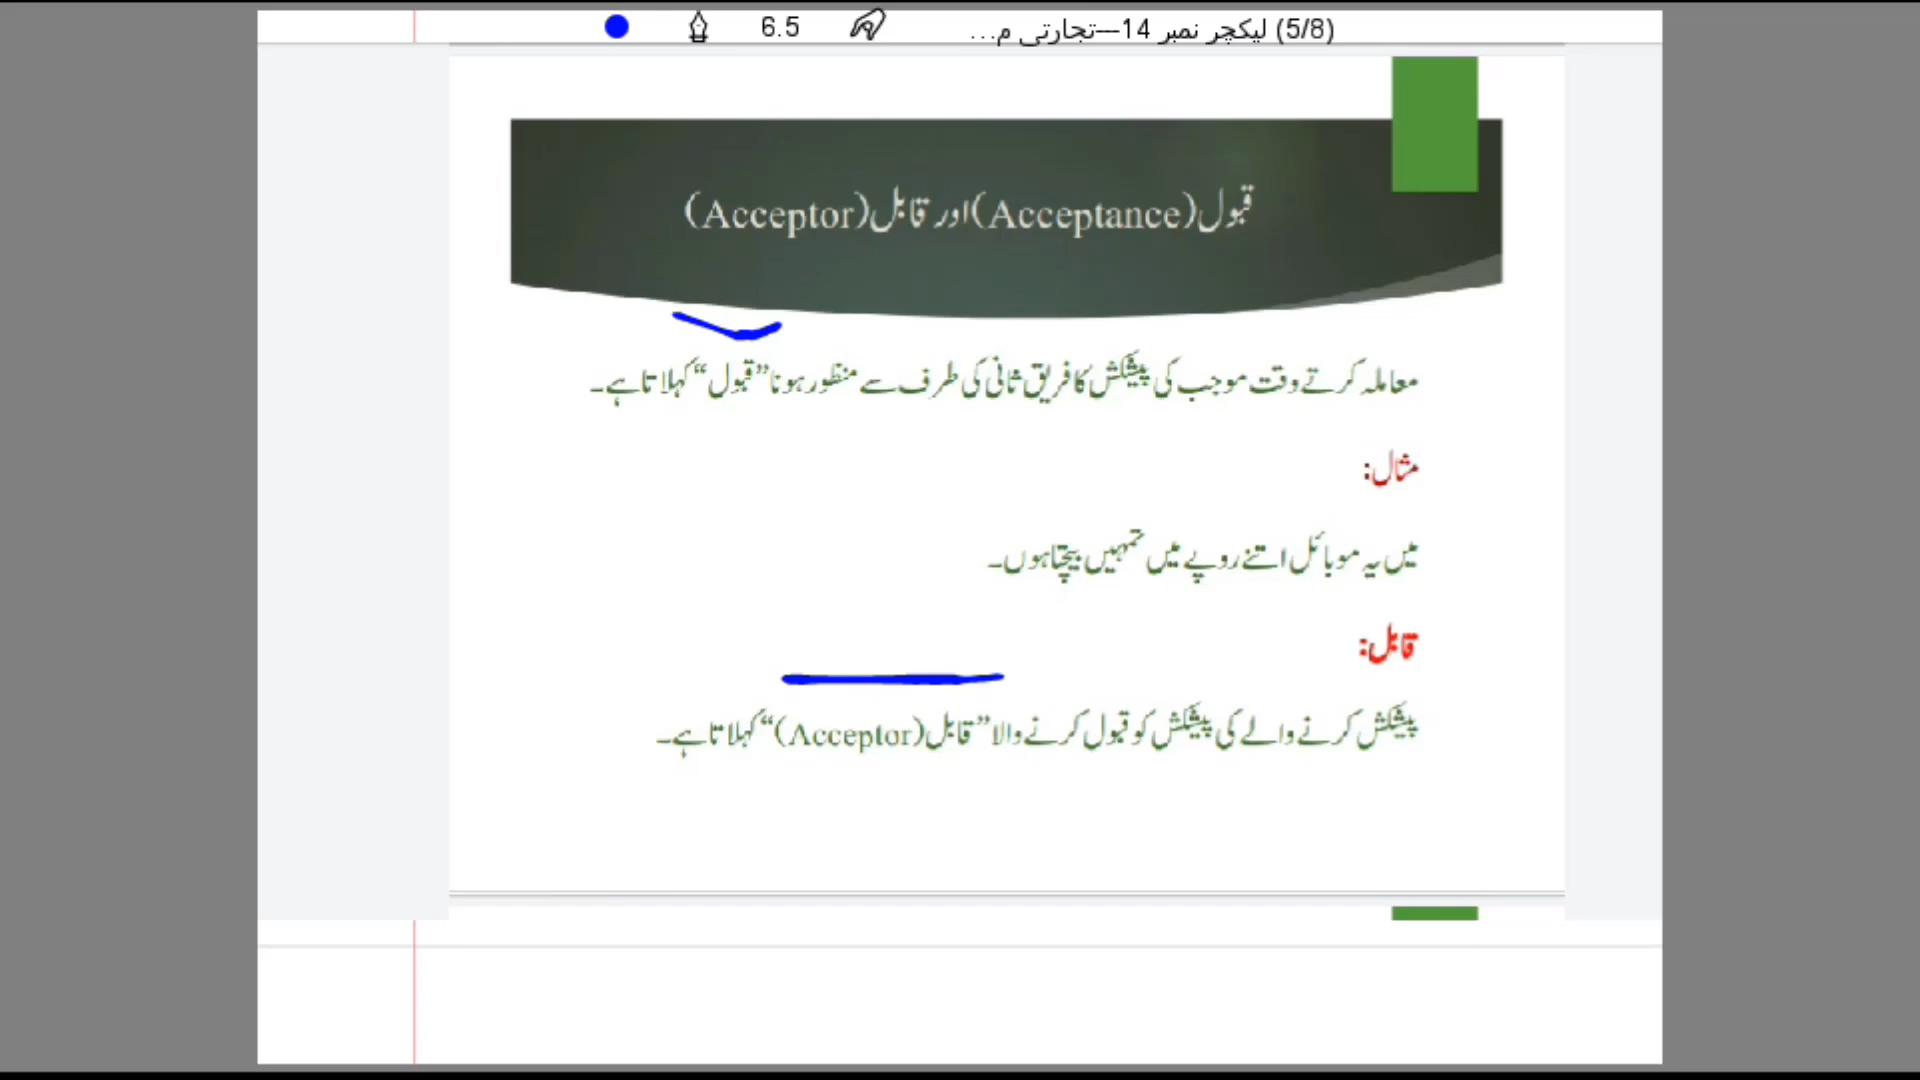 (5/8) لیکچر نمبر 14—تجارتی م...
6.5
قبول(Acceptance)اور قابل(Acceptor)
معاملہ کرتے وقت موجب کی پیشکش کا فریق ثانی کی طرف سے منظور ہونا”قبول“ کہلاتا ہے۔
مثال:
میں یہ موبائل اتنے روپے میں تمہیں بیچتا ہوں۔
قابل:
پیشکش کرنے والے کی پیشکش کو قبول کرنے والا ”قابل(Acceptor)“ کہلاتا ہے۔